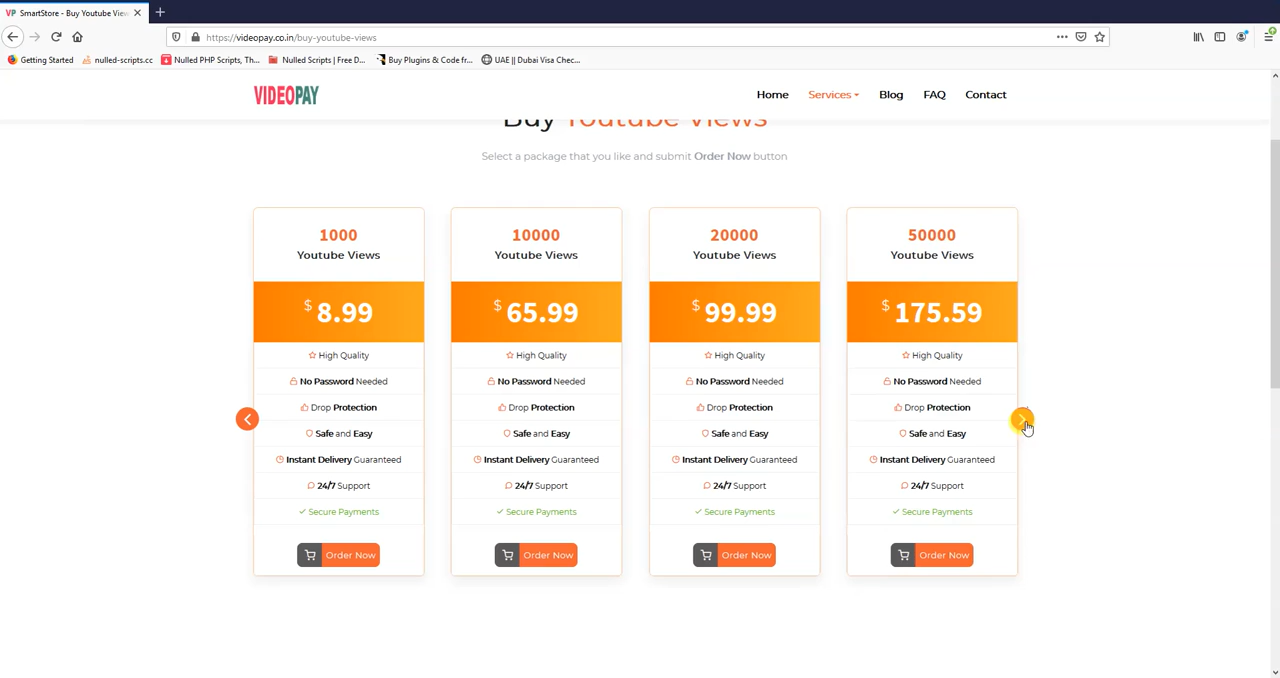 VP SmartStore - Buy Youtube View
https://videopay.co.in/buy-youtube-views
Getting Started
nulled-scripts.cc
Nulled PHP Scripts, Th...
Nulled Scripts | Free D...
Buy Plugins & Code fr...
UAE || Dubai Visa Chec...
VIDEOPAY
Home
Services
Blog
FAQ
Contact
Buy Youtube Views
Select a package that you like and submit Order Now button
1000
Youtube Views
$ 8.99
High Quality
No Password Needed
Drop Protection
Safe and Easy
Instant Delivery Guaranteed
24/7 Support
Secure Payments
Order Now
10000
Youtube Views
$ 65.99
High Quality
No Password Needed
Drop Protection
Safe and Easy
Instant Delivery Guaranteed
24/7 Support
Secure Payments
Order Now
20000
Youtube Views
$ 99.99
High Quality
No Password Needed
Drop Protection
Safe and Easy
Instant Delivery Guaranteed
24/7 Support
Secure Payments
Order Now
50000
Youtube Views
$ 175.59
High Quality
No Password Needed
Drop Protection
Safe and Easy
Instant Delivery Guaranteed
24/7 Support
Secure Payments
Order Now